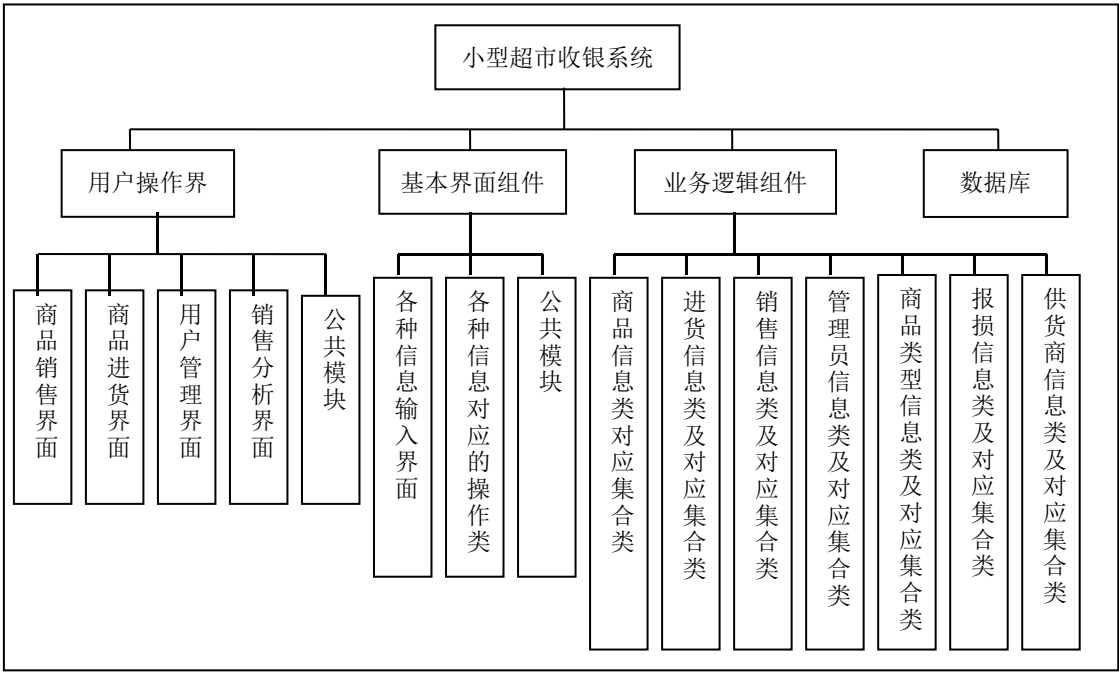 小型超市收银系统
用户操作界
基本界面组件
业务逻辑组件
数据库
商品销售界面
商品进货界面
用户管理界面
销售分析界面
公共模块
各种信息输入界面
各种信息对应的操作类
公共模块
商品信息类对应集合类
进货信息类及对应集合类
销售信息类及对应集合类
管理员信息类及对应集合类
商品类型信息类及对应集合类
报损信息类及对应集合类
供货商信息类及对应集合类